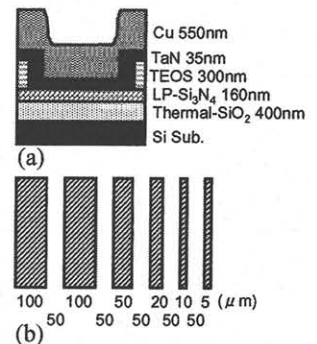 Cu 550nm
TaN 35nm
TEOS 300nm
LP-Si₃N₄ 160nm
Thermal-SiO₂ 400nm
Si Sub.
(a)
100 100 50 20 10 5 (μm)
50 50 50 50 50
(b)